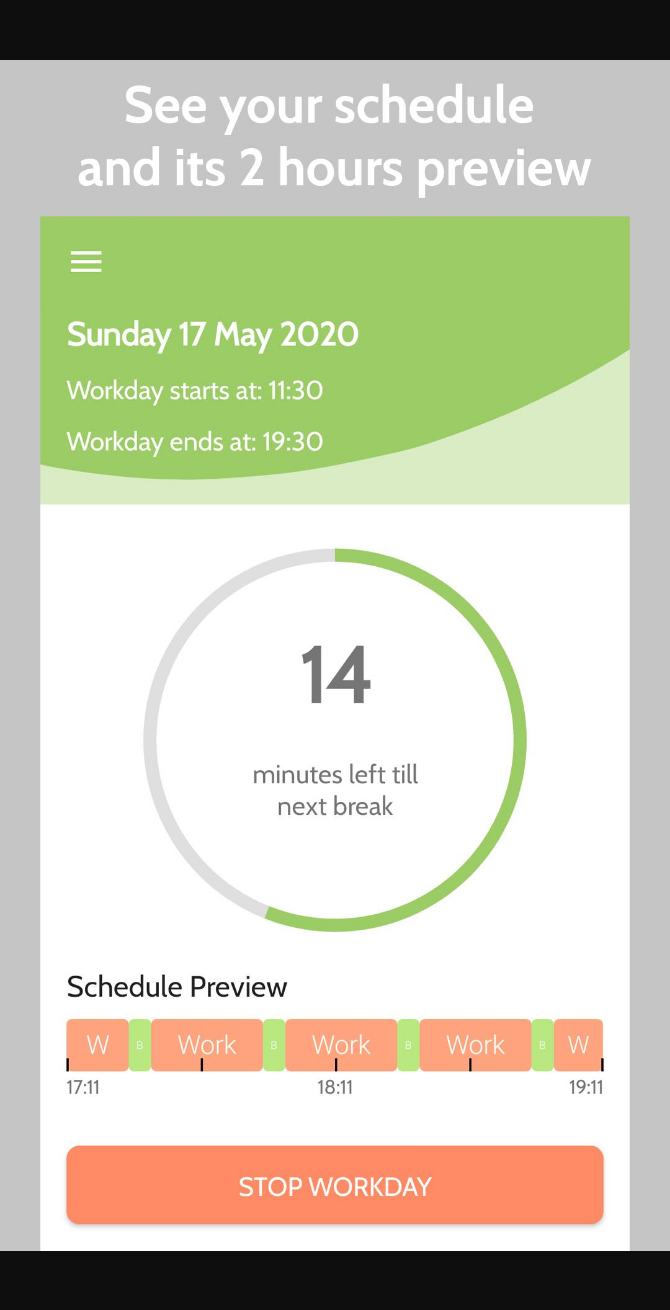 See your schedule
and its 2 hours preview
Sunday 17 May 2020
Workday starts at: 11:30
Workday ends at: 19:30
14
minutes left till
next break
Schedule Preview
W B Work B Work B Work B W
17:11 18:11 19:11
STOP WORKDAY